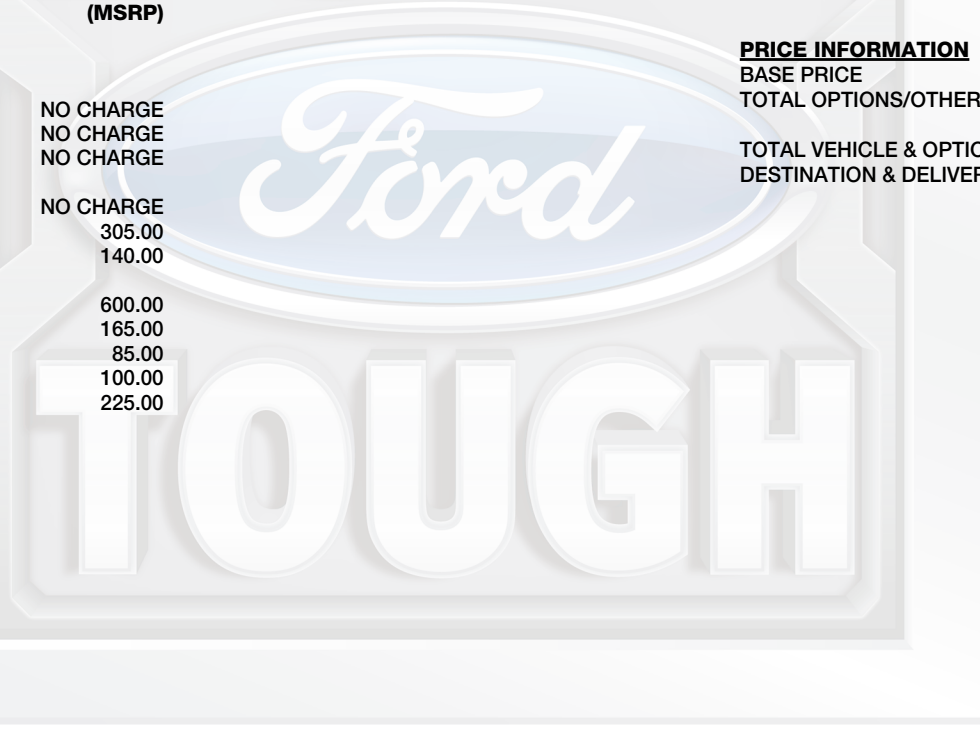 (MSRP)
NO CHARGE
NO CHARGE
NO CHARGE
NO CHARGE
305.00
140.00
600.00
165.00
85.00
100.00
225.00
PRICE INFORMATION
BASE PRICE
TOTAL OPTIONS/OTHER
TOTAL VEHICLE & OPTIO
DESTINATION & DELIVER
Ford
TOUGH